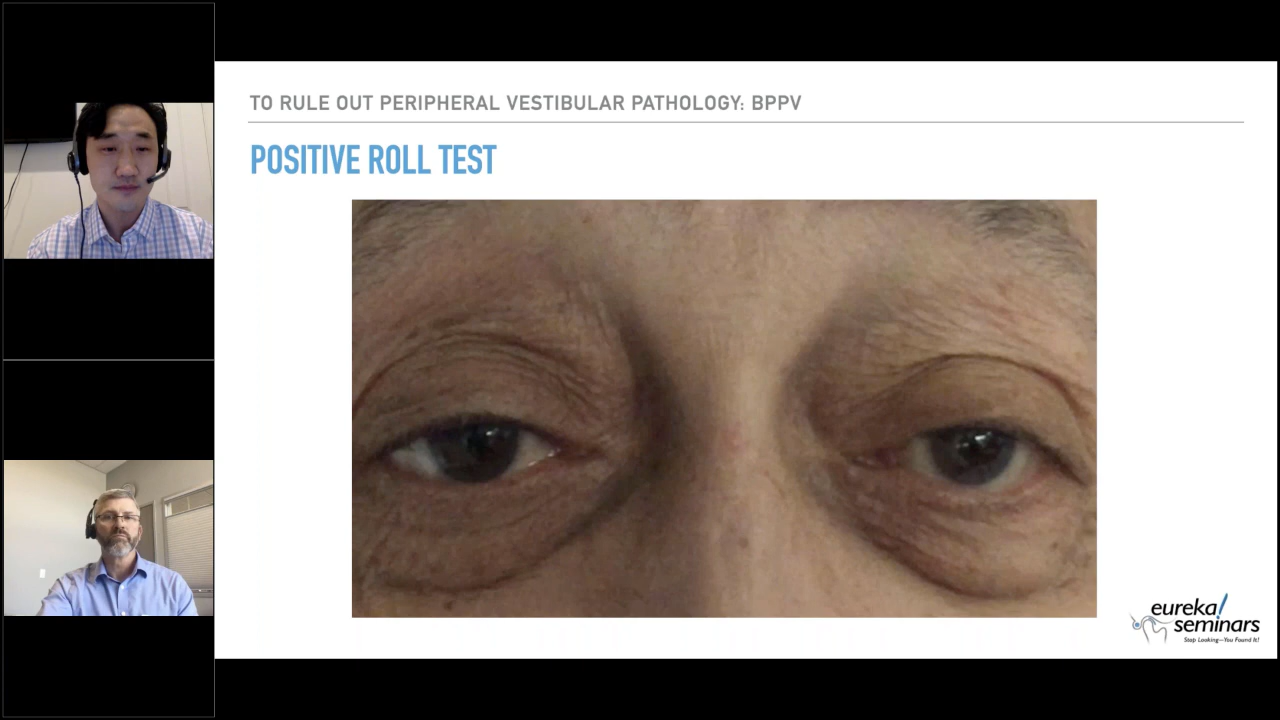 TO RULE OUT PERIPHERAL VESTIBULAR PATHOLOGY: BPPV
POSITIVE ROLL TEST
eureka!
seminars
Stop Looking—You Found It!